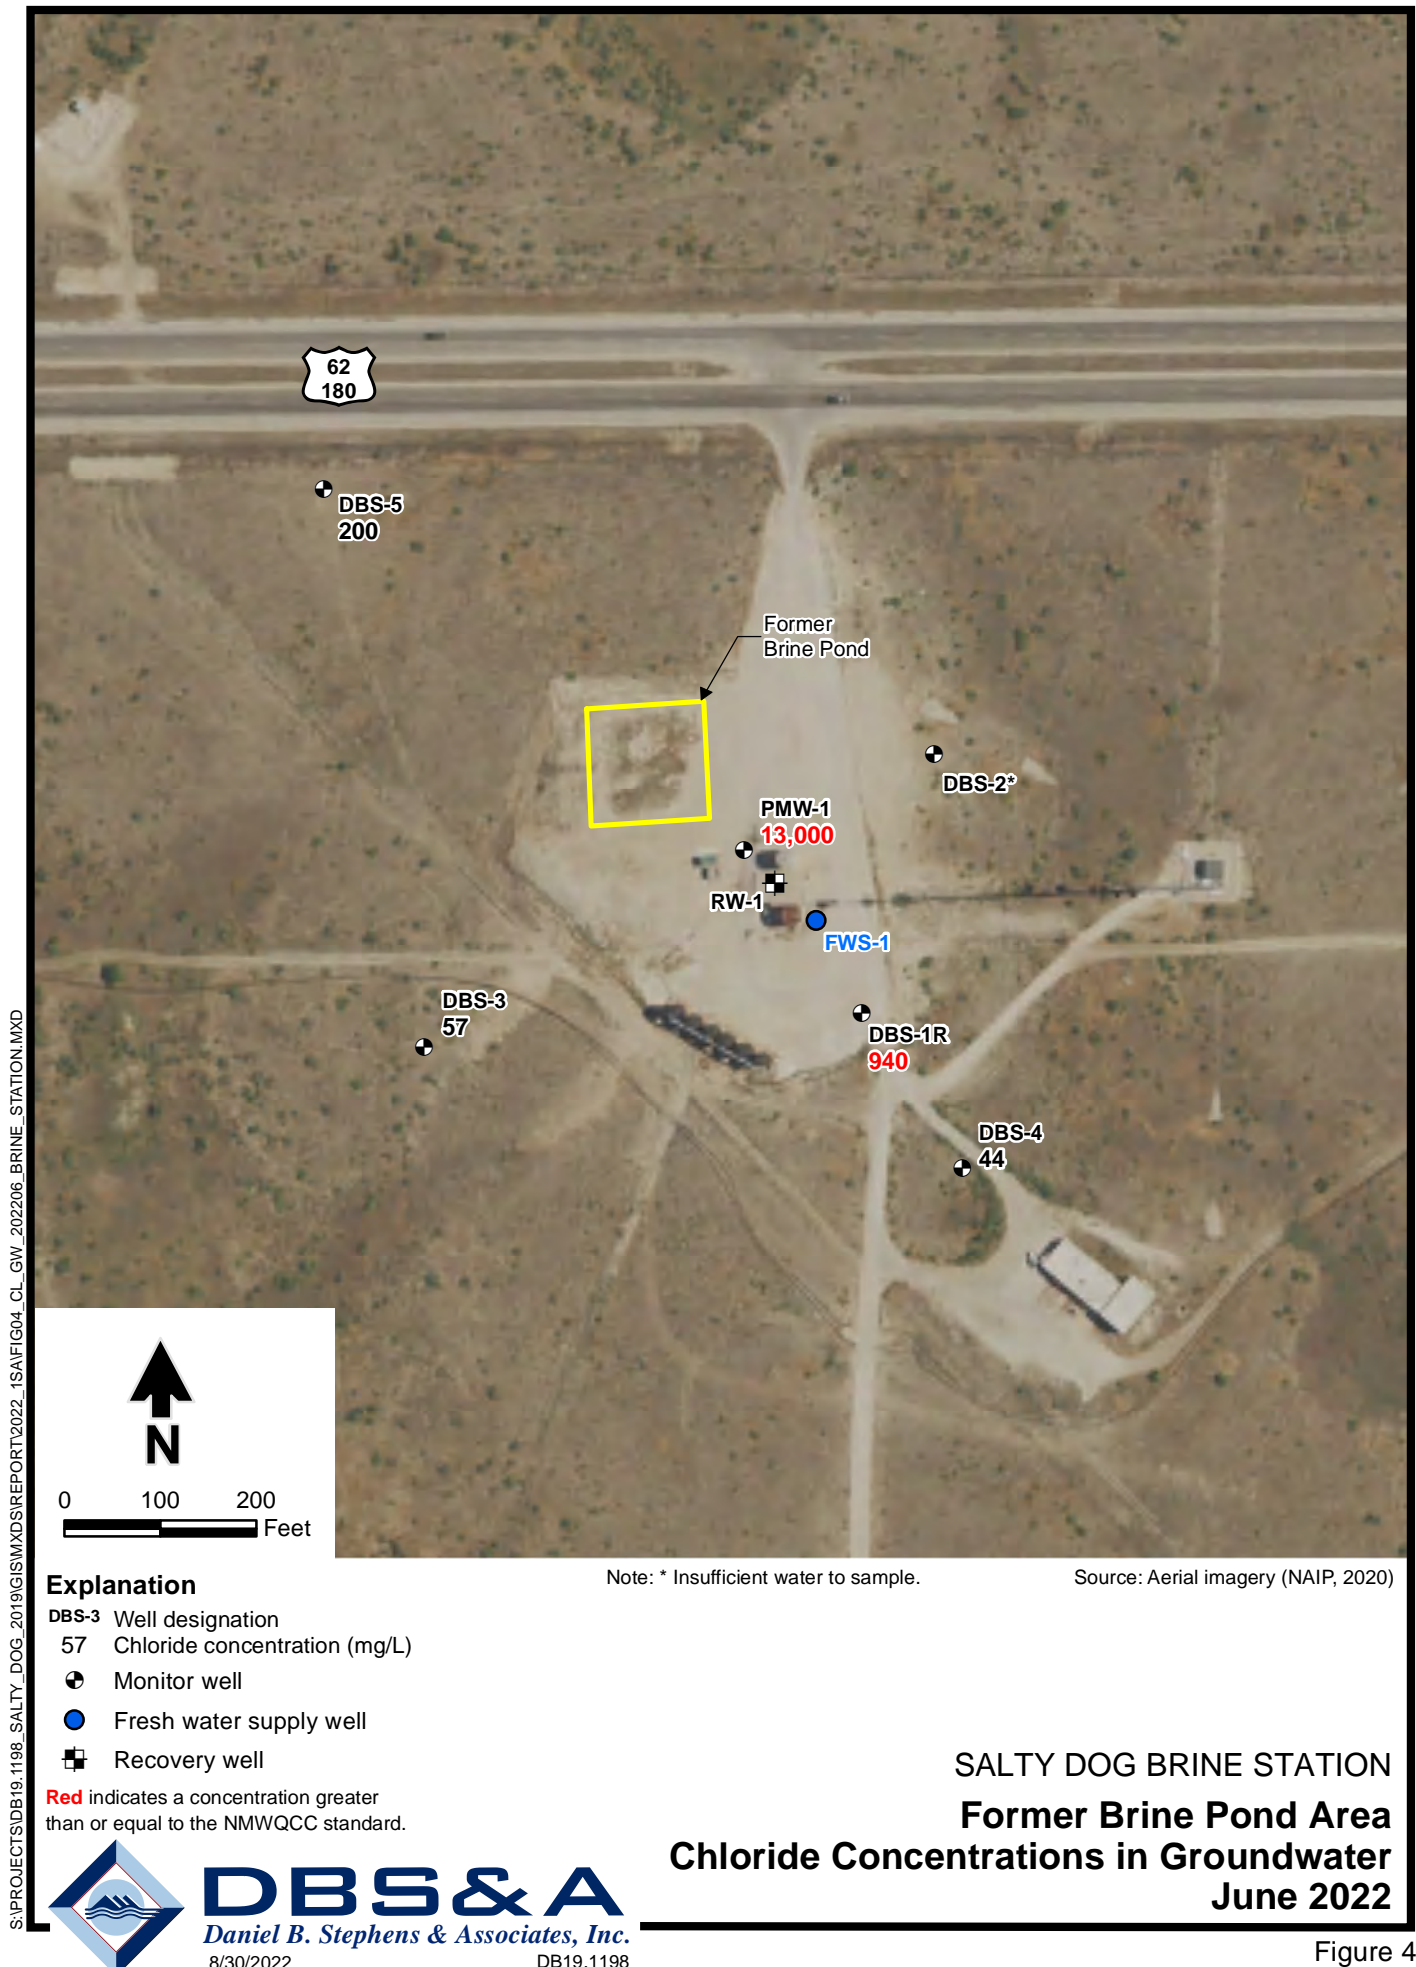 62
180
DBS-5
200
Former
Brine Pond
DBS-2*
PMW-1
13,000
RW-1
FWS-1
DBS-3
57
DBS-1R
940
DBS-4
44
N
0 100 200
Feet
S:\PROJECTS\DB19.1198_SALTY_DOG_2019\GIS\MXDS\REPORT\2022_1SA\FIG04_CL_GW_202206_BRINE_STATION.MXD
Note: * Insufficient water to sample.
Source: Aerial imagery (NAIP, 2020)
Explanation
DBS-3 Well designation
57 Chloride concentration (mg/L)
Monitor well
Fresh water supply well
Recovery well
Red indicates a concentration greater
than or equal to the NMWQCC standard.
SALTY DOG BRINE STATION
Former Brine Pond Area
Chloride Concentrations in Groundwater
June 2022
DBS&A
Daniel B. Stephens & Associates, Inc.
8/30/2022 DB19.1198
Figure 4